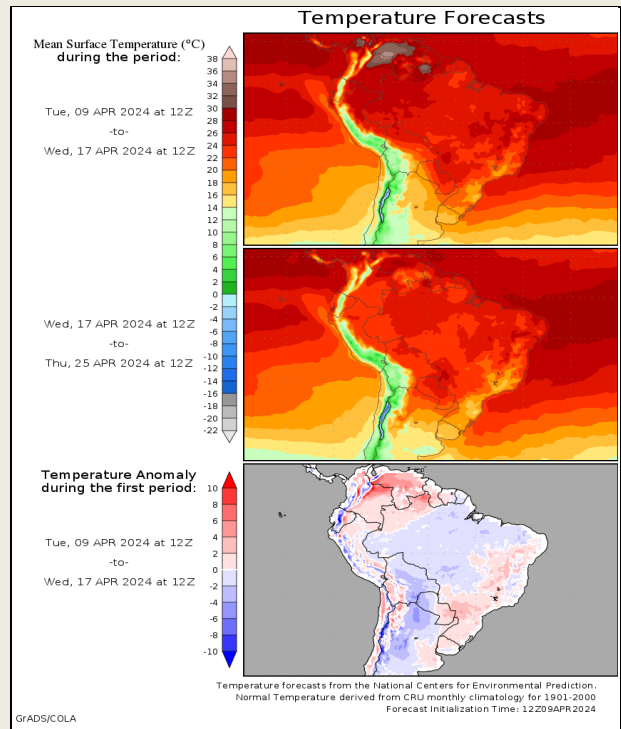 Temperature Forecasts
Mean Surface Temperature (°C)
during the period:
Tue, 09 APR 2024 at 12Z
-to-
Wed, 17 APR 2024 at 12Z
38
36
34
32
30
28
26
24
22
20
18
16
14
12
10
8
6
4
2
0
-2
-4
-6
-8
-10
-12
-14
-16
-18
-20
-22
Wed, 17 APR 2024 at 12Z
-to-
Thu, 25 APR 2024 at 12Z
Temperature Anomaly
during the first period:
Tue, 09 APR 2024 at 12Z
-to-
Wed, 17 APR 2024 at 12Z
10
8
6
4
2
0
-2
-4
-6
-8
-10
Temperature forecasts from the National Centers for Environmental Prediction.
Normal Temperature derived from CRU monthly climatology for 1901-2000
Forecast Initialization Time: 12Z09APR2024
GrADS/COLA